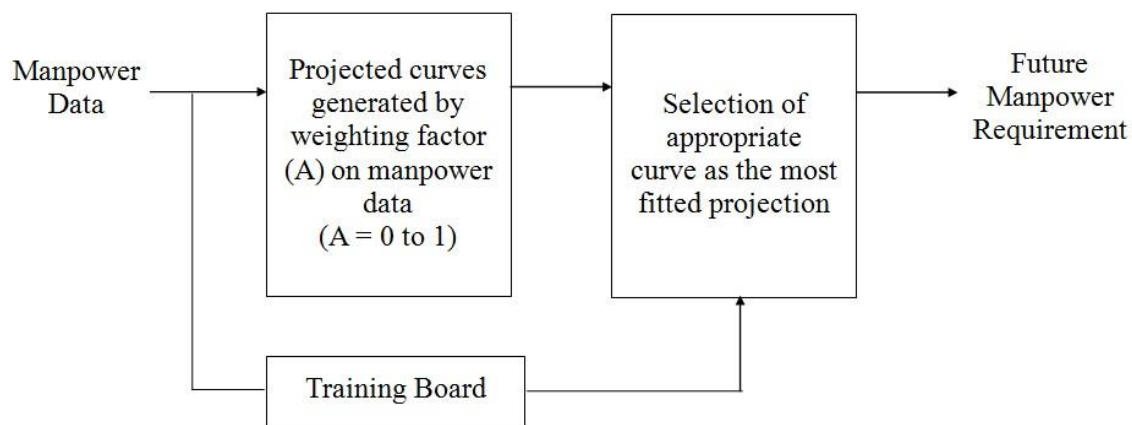 Manpower
Data
Projected curves
generated by
weighting factor
(A) on manpower
data
(A = 0 to 1)
Selection of
appropriate
curve as the most
fitted projection
Future
Manpower
Requirement
Training Board